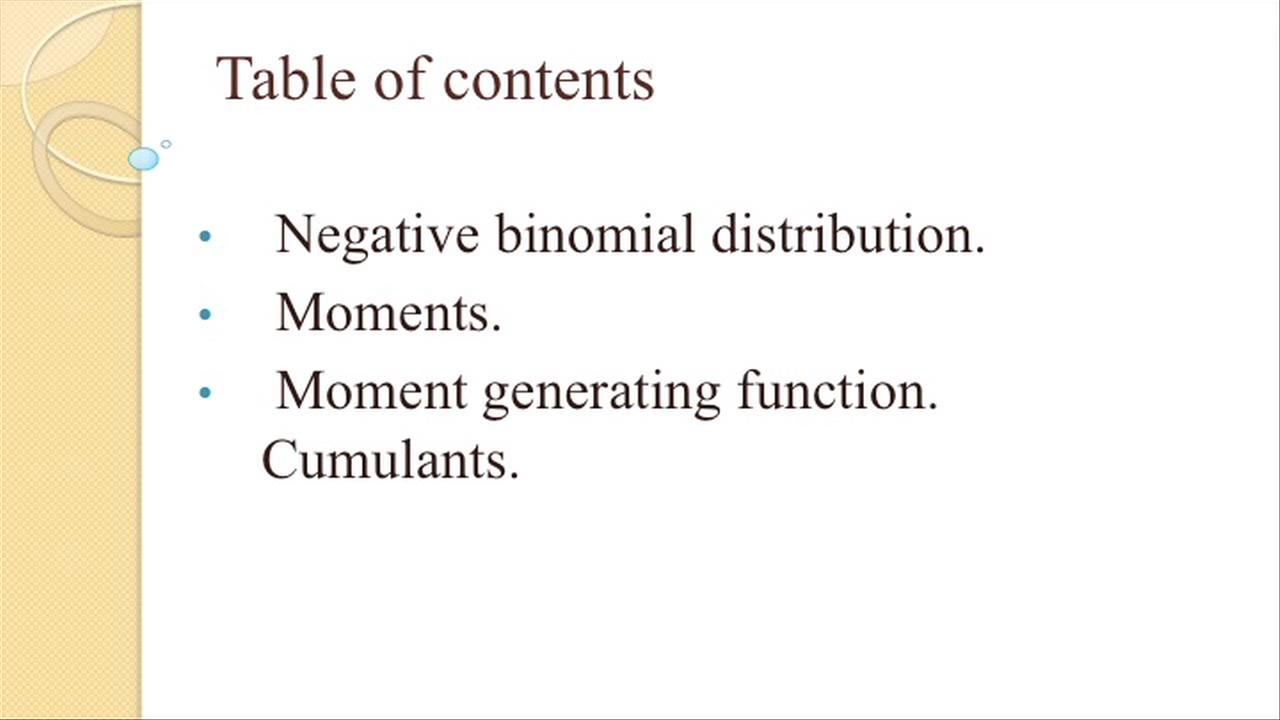 Table of contents
• Negative binomial distribution.
• Moments.
• Moment generating function.
Cumulants.